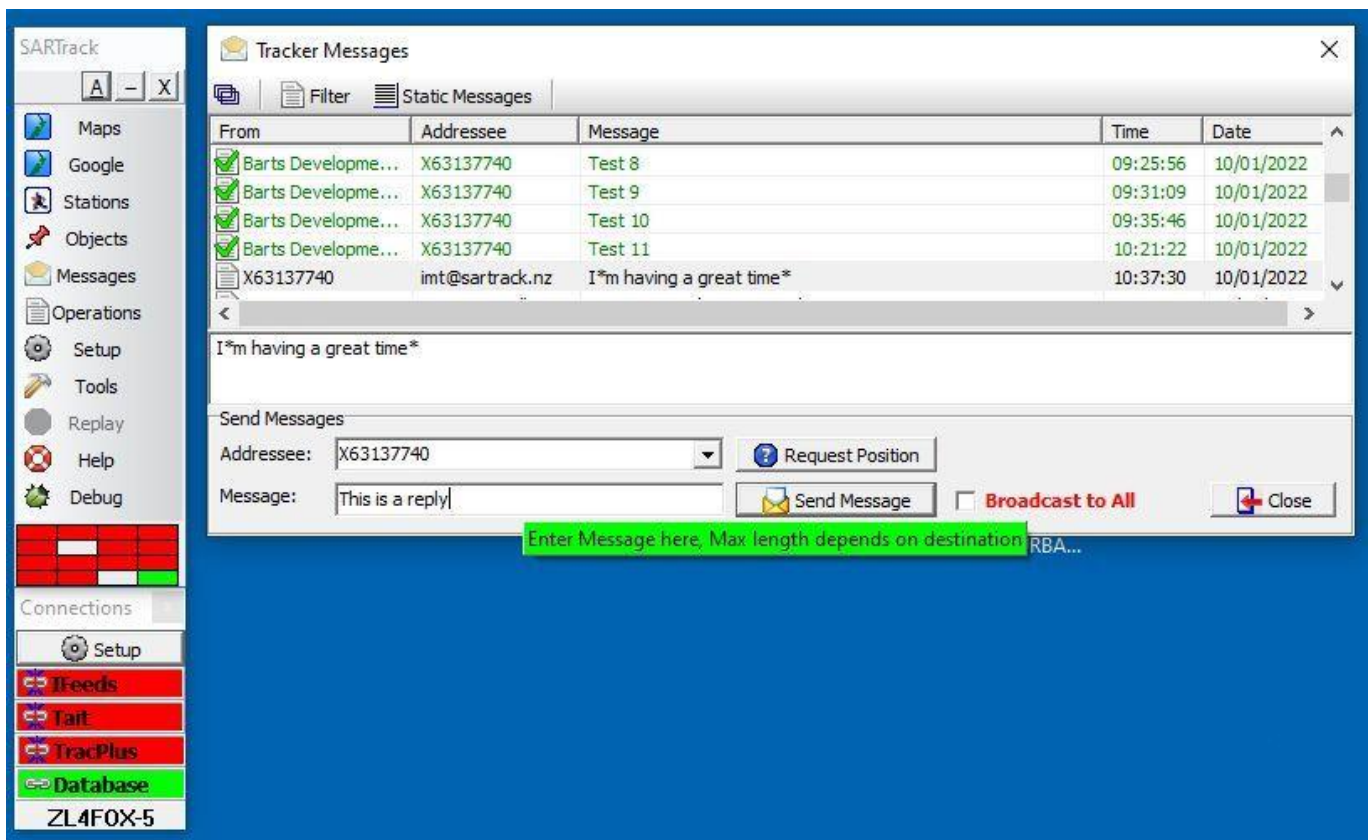 SARTrack
A - X
Maps
Google
Stations
Objects
Messages
Operations
Setup
Tools
Replay
Help
Debug
Connections
Setup
IFeeds
Tait
TracPlus
Database
ZL4FOX-5
Tracker Messages
Filter Static Messages
From Addressee Message Time Date
Barts Developme... X63137740 Test 8 09:25:56 10/01/2022
Barts Developme... X63137740 Test 9 09:31:09 10/01/2022
Barts Developme... X63137740 Test 10 09:35:46 10/01/2022
Barts Developme... X63137740 Test 11 10:21:22 10/01/2022
X63137740 imt@sartrack.nz I*m having a great time* 10:37:30 10/01/2022
I*m having a great time*
Send Messages
Addressee: X63137740 Request Position
Message: This is a reply Send Message Broadcast to All Close
Enter Message here, Max length depends on destination
RBA...